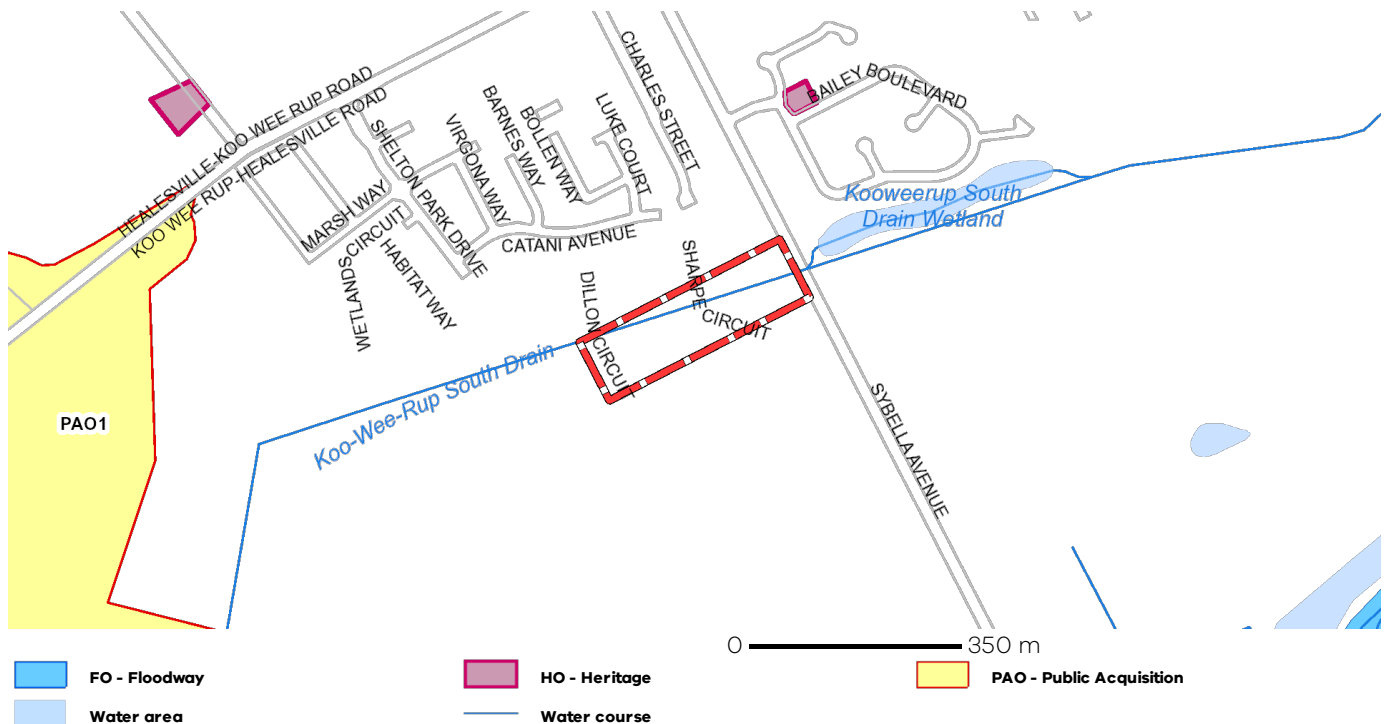 HEALESVILLE-KOO WEE RUP ROAD
KOO WEE RUP-HEALESVILLE ROAD
CHARLES STREET
BAILEY BOULEVARD
SHELTON PARK DRIVE
VIRGONA WAY
BARNES WAY
BOLLEN WAY
LUKE COURT
MARSH WAY
WETLANDS CIRCUIT
HABITAT WAY
CATANI AVENUE
Kooweerup South
Drain Wetland
SHARPE CIRCUIT
DILLON CIRCUIT
Koo-Wee-Rup South Drain
SYBELLA AVENUE
PAO1
0 350 m
FO - Floodway
HO - Heritage
PAO - Public Acquisition
Water area
Water course